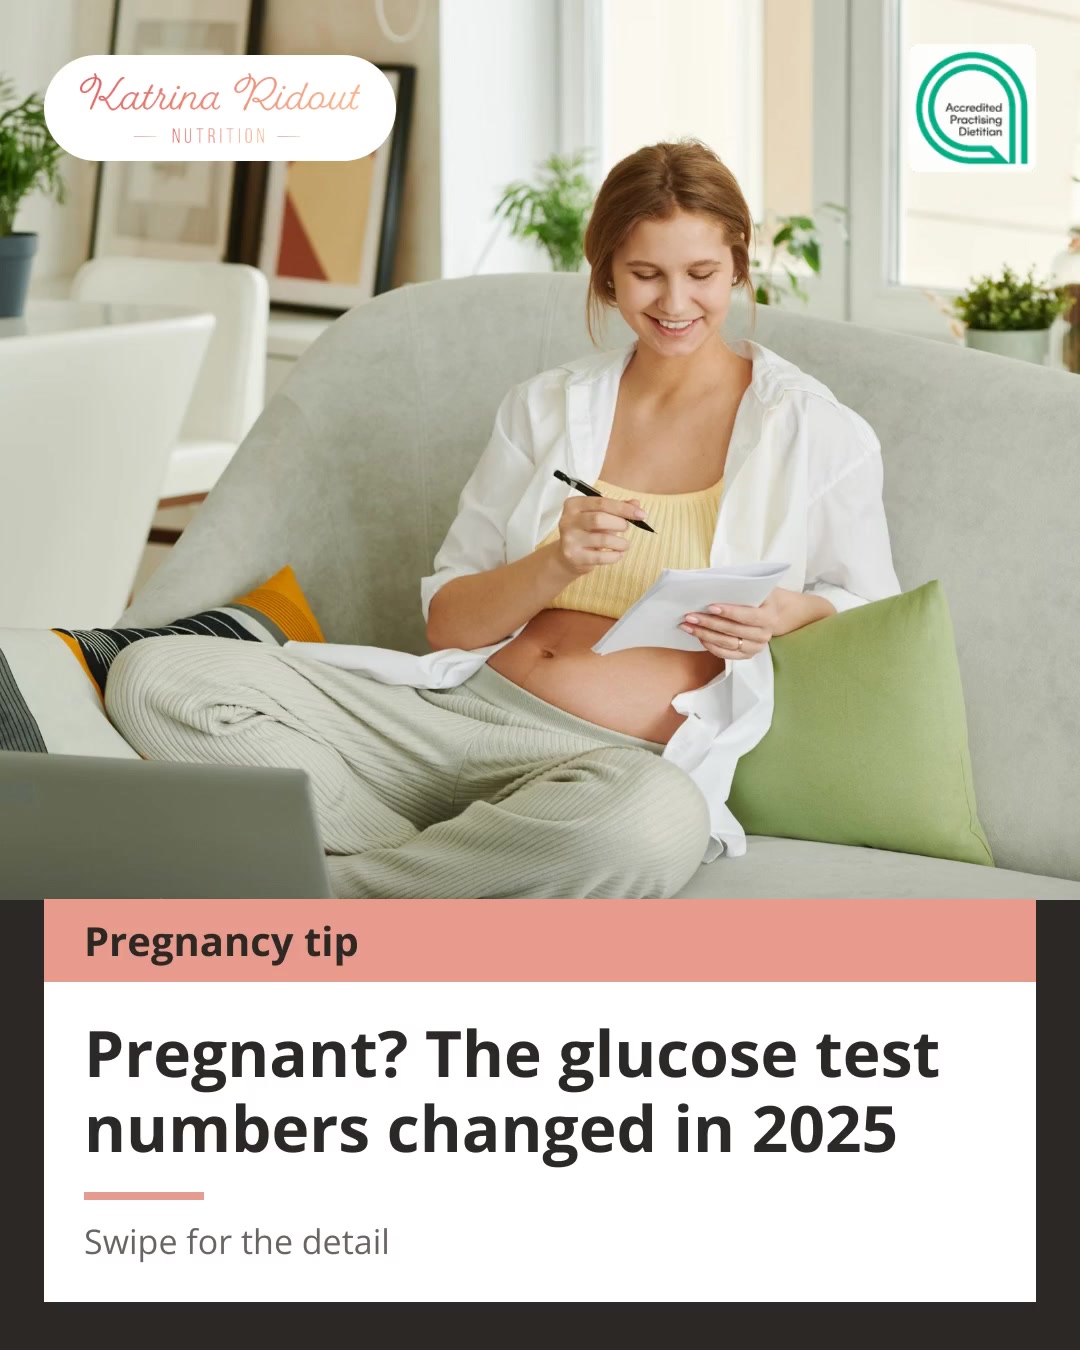 Katrina Ridout
NUTRITION
Accredited
Practising
Dietitian
Pregnancy tip
Pregnant? The glucose test
numbers changed in 2025
Swipe for the detail